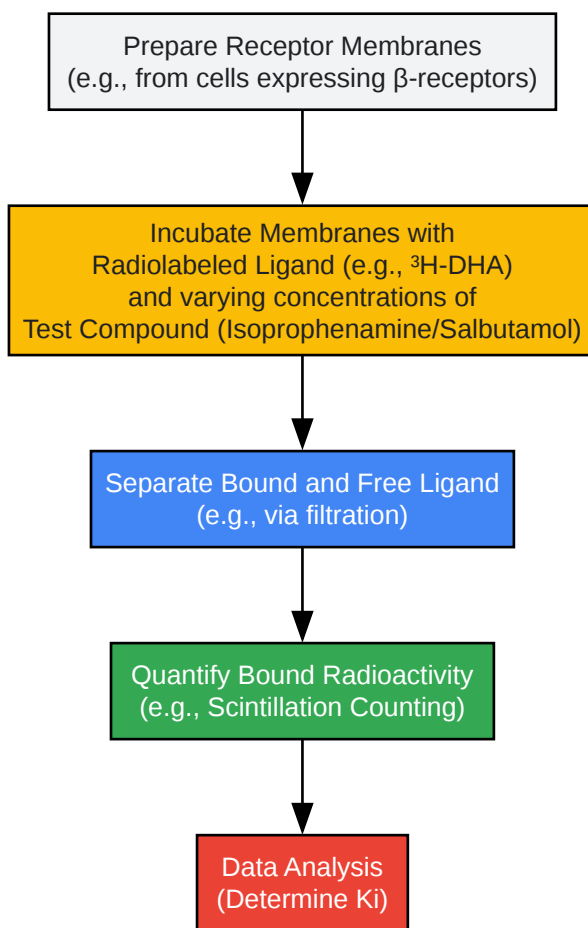 Prepare Receptor Membranes
(e.g., from cells expressing β-receptors)
Incubate Membranes with
Radiolabeled Ligand (e.g., ³H-DHA)
and varying concentrations of
Test Compound (Isoprophenamine/Salbutamol)
Separate Bound and Free Ligand
(e.g., via filtration)
Quantify Bound Radioactivity
(e.g., Scintillation Counting)
Data Analysis
(Determine Ki)